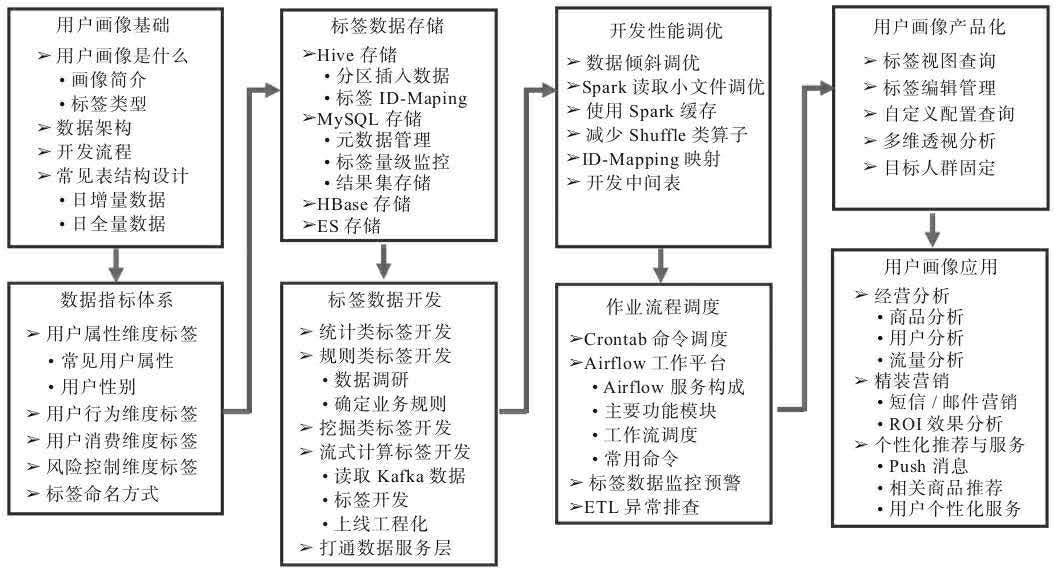 用户画像基础
➢ 用户画像是什么
• 画像简介
• 标签类型
➢ 数据架构
➢ 开发流程
➢ 常见表结构设计
• 日增量数据
• 日全量数据
数据指标体系
➢ 用户属性维度标签
• 常见用户属性
• 用户性别
➢ 用户行为维度标签
➢ 用户消费维度标签
➢ 风险控制维度标签
➢ 标签命名方式
标签数据存储
➢Hive 存储
• 分区插入数据
• 标签 ID-Maping
➢MySQL 存储
• 元数据管理
• 标签量级监控
• 结果集存储
➢HBase 存储
➢ES 存储
标签数据开发
➢ 统计类标签开发
➢ 规则类标签开发
• 数据调研
• 确定业务规则
➢ 挖掘类标签开发
➢ 流式计算标签开发
• 读取 Kafka 数据
• 标签开发
• 上线工程化
➢ 打通数据服务层
开发性能调优
➢ 数据倾斜调优
➢Spark 读取小文件调优
➢ 使用 Spark 缓存
➢ 减少 Shuffle 类算子
➢ID-Mapping 映射
➢ 开发中间表
作业流程调度
➢Crontab 命令调度
➢Airflow 工作平台
• Airflow 服务构成
• 主要功能模块
• 工作流调度
• 常用命令
➢ 标签数据监控预警
➢ETL 异常排查
用户画像产品化
➢ 标签视图查询
➢ 标签编辑管理
➢ 自定义配置查询
➢ 多维透视分析
➢ 目标人群固定
用户画像应用
➢ 经营分析
• 商品分析
• 用户分析
• 流量分析
➢ 精装营销
• 短信 / 邮件营销
• ROI 效果分析
➢ 个性化推荐与服务
• Push 消息
• 相关商品推荐
• 用户个性化服务